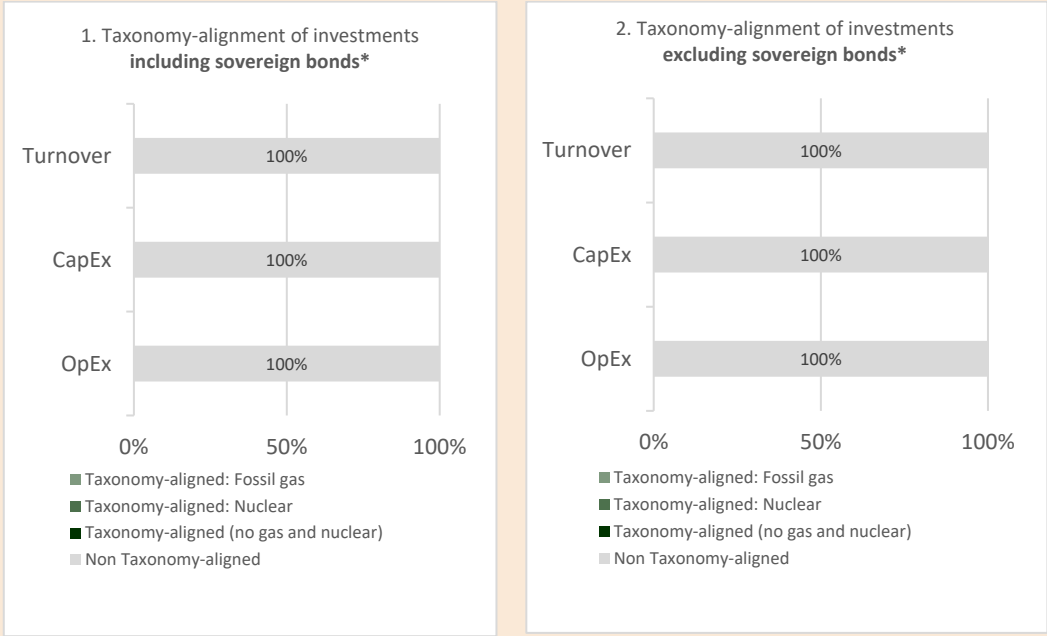 1. Taxonomy-alignment of investments
including sovereign bonds*
Turnover
100%
CapEx
100%
OpEx
100%
0% 50% 100%
Taxonomy-aligned: Fossil gas
Taxonomy-aligned: Nuclear
Taxonomy-aligned (no gas and nuclear)
Non Taxonomy-aligned
2. Taxonomy-alignment of investments
excluding sovereign bonds*
Turnover
100%
CapEx
100%
OpEx
100%
0% 50% 100%
Taxonomy-aligned: Fossil gas
Taxonomy-aligned: Nuclear
Taxonomy-aligned (no gas and nuclear)
Non Taxonomy-aligned